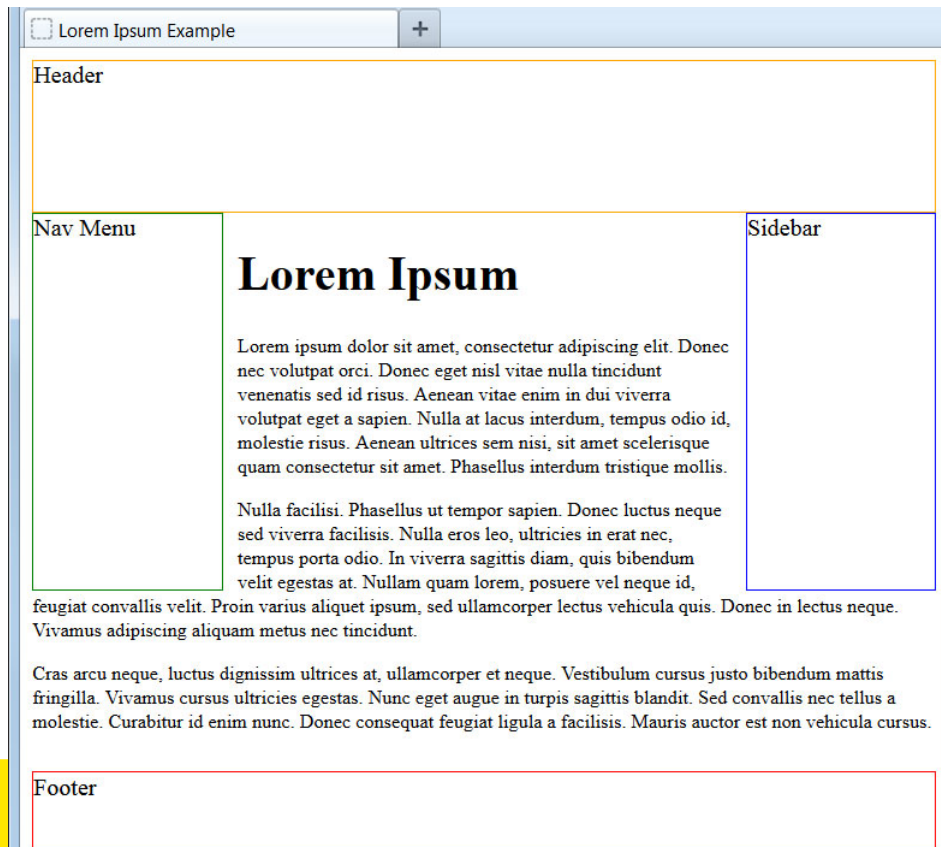 Lorem Ipsum Example
Header
Nav Menu
Lorem Ipsum
Sidebar
Lorem ipsum dolor sit amet, consectetur adipiscing elit. Donec
nec volutpat orci. Donec eget nisl vitae nulla tincidunt
venenatis sed id risus. Aenean vitae enim in dui viverra
volutpat eget a sapien. Nulla at lacus interdum, tempus odio id,
molestie risus. Aenean ultrices sem nisi, sit amet scelerisque
quam consectetur sit amet. Phasellus interdum tristique mollis.
Nulla facilisi. Phasellus ut tempor sapien. Donec luctus neque
sed viverra facilisis. Nulla eros leo, ultricies in erat nec,
tempus porta odio. In viverra sagittis diam, quis bibendum
velit egestas at. Nullam quam lorem, posuere vel neque id,
feugiat convallis velit. Proin varius aliquet ipsum, sed ullamcorper lectus vehicula quis. Donec in lectus neque.
Vivamus adipiscing aliquam metus nec tincidunt.
Cras arcu neque, luctus dignissim ultrices at, ullamcorper et neque. Vestibulum cursus justo bibendum mattis
fringilla. Vivamus cursus ultricies egestas. Nunc eget augue in turpis sagittis blandit. Sed convallis nec tellus a
molestie. Curabitur id enim nunc. Donec consequat feugiat ligula a facilisis. Mauris auctor est non vehicula cursus.
Footer